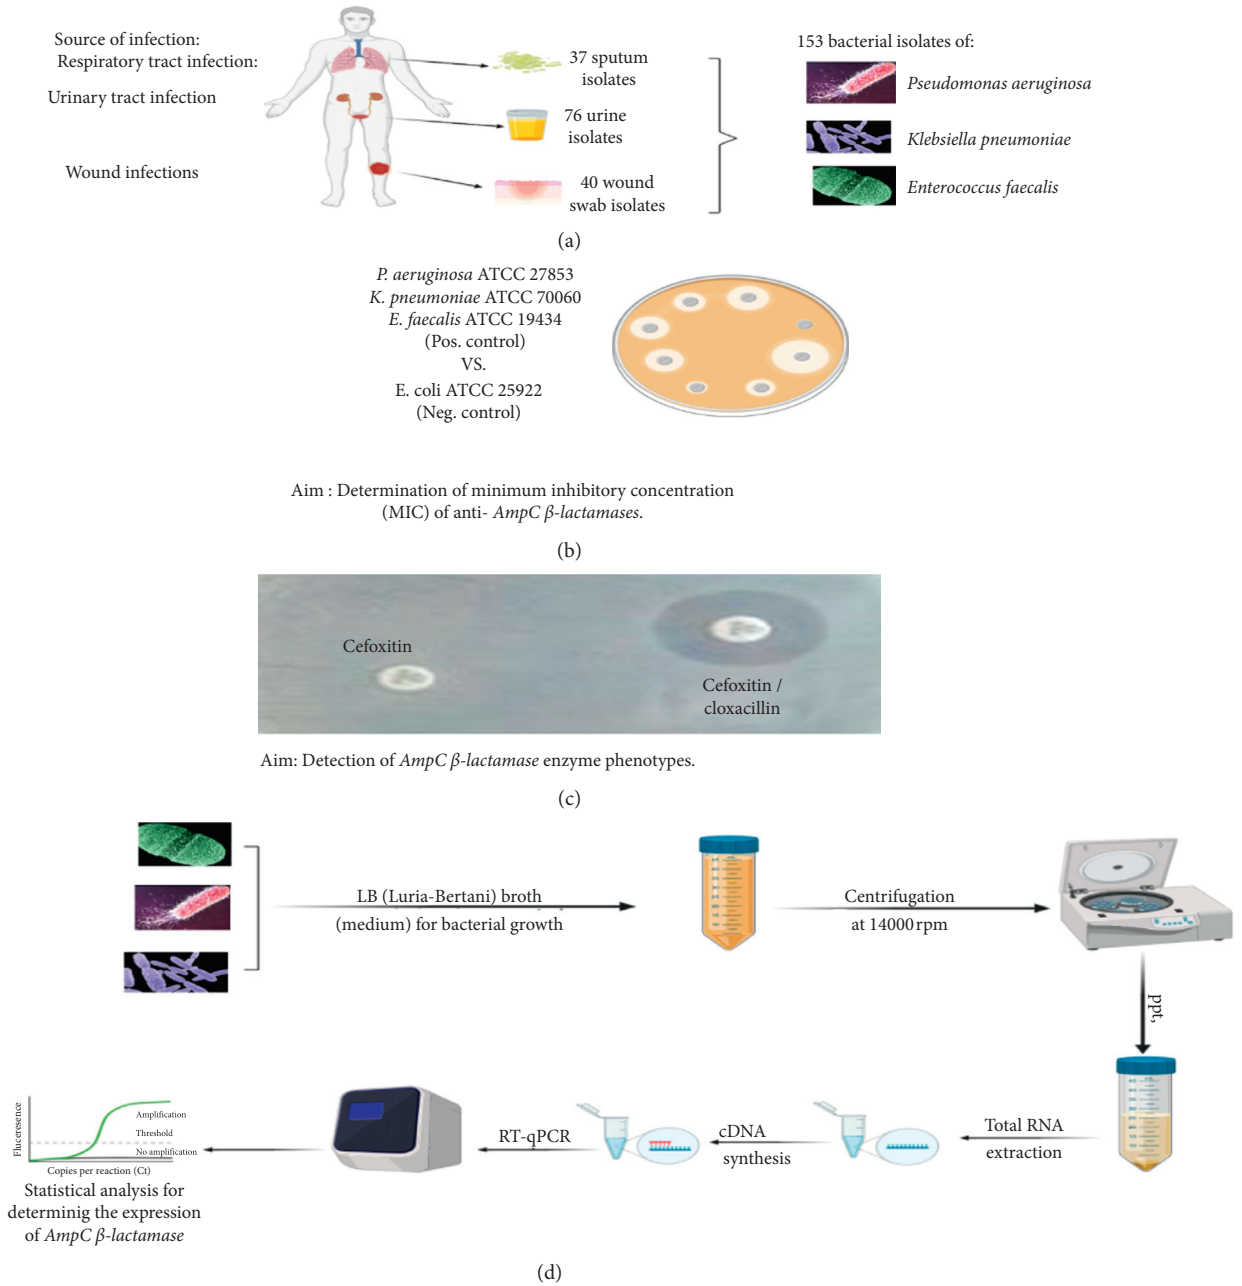 Source of infection:
Respiratory tract infection:
Urinary tract infection
Wound infections
37 sputum
isolates
76 urine
isolates
40 wound
swab isolates
153 bacterial isolates of:
Pseudomonas aeruginosa
Klebsiella pneumoniae
Enterococcus faecalis
(a)
P. aeruginosa ATCC 27853
K. pneumoniae ATCC 70060
E. faecalis ATCC 19434
(Pos. control)
VS.
E. coli ATCC 25922
(Neg. control)
Aim : Determination of minimum inhibitory concentration
(MIC) of anti- AmpC β-lactamases.
(b)
Cefoxitin
Cefoxitin /
cloxacillin
Aim: Detection of AmpC β-lactamase enzyme phenotypes.
(c)
LB (Luria-Bertani) broth
(medium) for bacterial growth
Centrifugation
at 14000 rpm
ppt,
Total RNA
extraction
cDNA
synthesis
RT-qPCR
Fluceresence
Amplification
Threshold
No amplification
Copies per reaction (Ct)
Statistical analysis for
determinig the expression
of AmpC β-lactamase
(d)